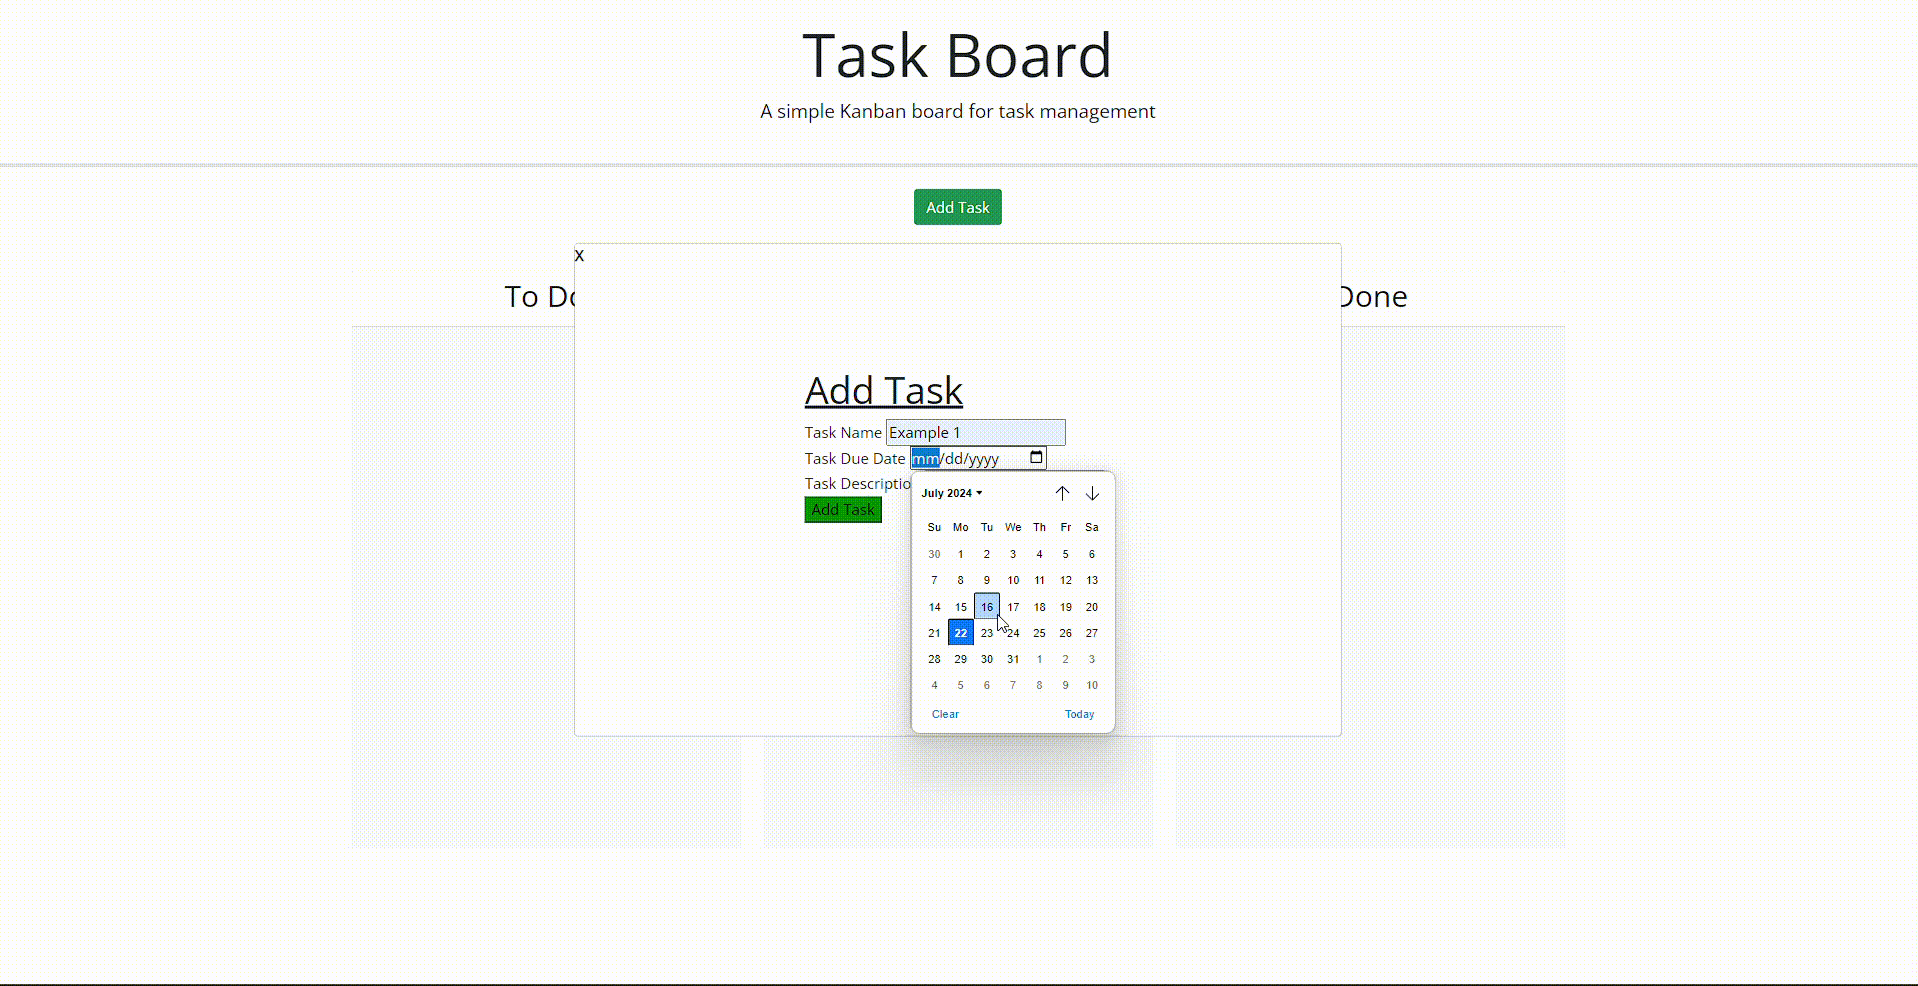 Task Board
A simple Kanban board for task management
Add Task
x
To Do
Done
Add Task
Task Name Example 1
Task Due Date mm/dd/yyyy
Task Descriptio
Add Task
July 2024
Su Mo Tu We Th Fr Sa
30 1 2 3 4 5 6
7 8 9 10 11 12 13
14 15 16 17 18 19 20
21 22 23 24 25 26 27
28 29 30 31 1 2 3
4 5 6 7 8 9 10
Clear Today